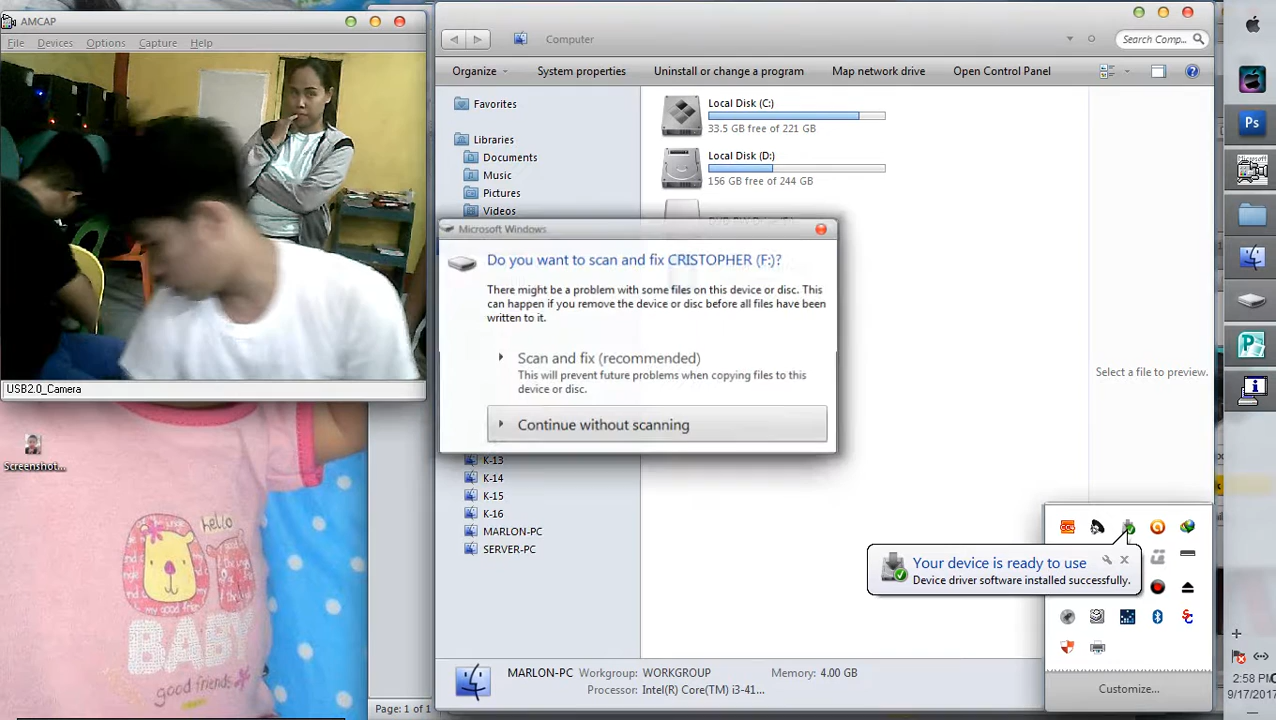 AMCAP
File Devices Options Capture Help
USB2.0_Camera
Screenshot...
hello
BABY
good friends
Page: 1 of 1
Computer
Search Comp...
Organize System properties Uninstall or change a program Map network drive Open Control Panel
Favorites
Libraries
Documents
Music
Pictures
Videos
K-13
K-14
K-15
K-16
MARLON-PC
SERVER-PC
Local Disk (C:)
33.5 GB free of 221 GB
Local Disk (D:)
156 GB free of 244 GB
Microsoft Windows
Do you want to scan and fix CRISTOPHER (F:)?
There might be a problem with some files on this device or disc. This
can happen if you remove the device or disc before all files have been
written to it.
Scan and fix (recommended)
This will prevent future problems when copying files to this
device or disc.
Continue without scanning
Select a file to preview.
Your device is ready to use
Device driver software installed successfully.
Customize...
MARLON-PC Workgroup: WORKGROUP Memory: 4.00 GB
Processor: Intel(R) Core(TM) i3-41...
Ps
2:58 PM
9/17/2017